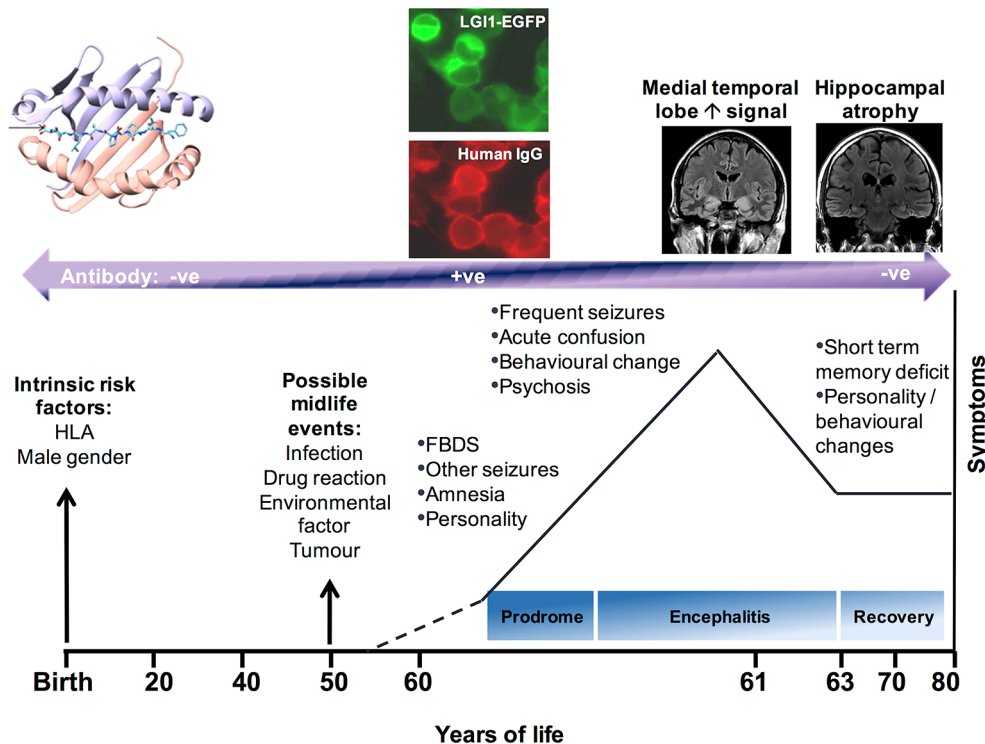 LGI1-EGFP
Human IgG
Medial temporal
lobe ↑ signal
Hippocampal
atrophy
Antibody: -ve
+ve
-ve
Intrinsic risk
factors:
HLA
Male gender
Possible
midlife
events:
Infection
Drug reaction
Environmental
factor
Tumour
•FBDS
•Other seizures
•Amnesia
•Personality
•Frequent seizures
•Acute confusion
•Behavioural change
•Psychosis
•Short term
memory deficit
•Personality /
behavioural
changes
Symptoms
Prodrome
Encephalitis
Recovery
Birth
20
40
50
60
61
63
70
80
Years of life